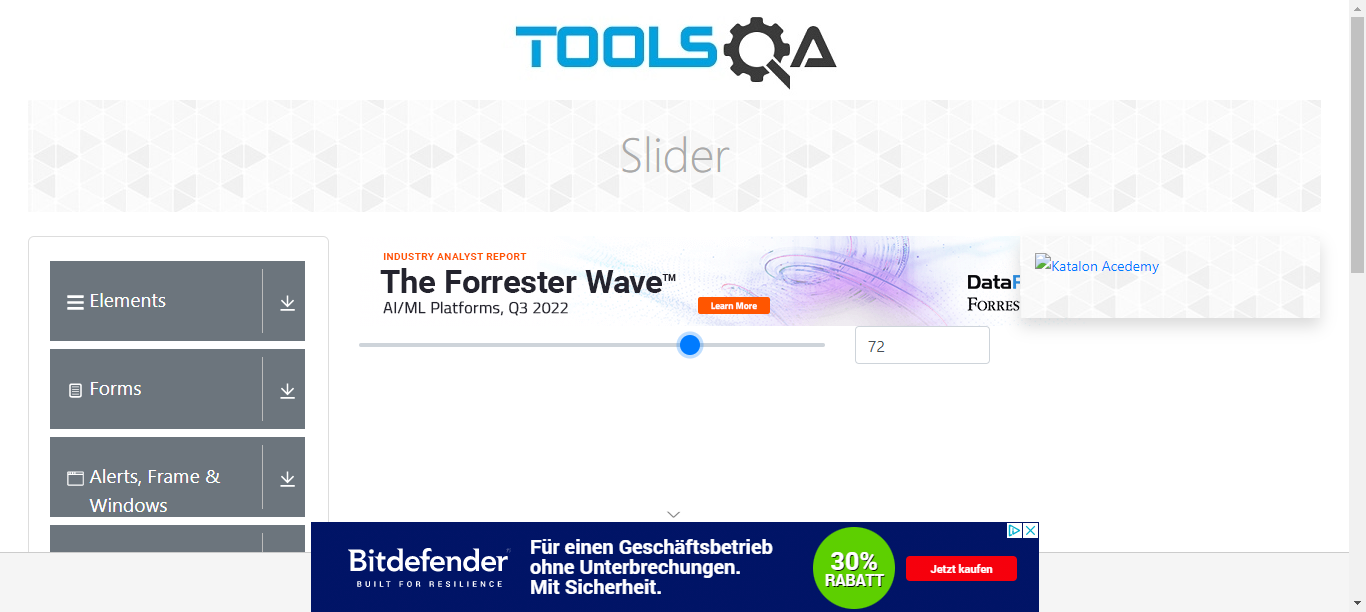 TOOLSQA
Slider
Elements
Forms
Alerts, Frame &
Windows
INDUSTRY ANALYST REPORT
The Forrester Wave™
AI/ML Platforms, Q3 2022
Learn More
Data
FORRES
Katalon Acedemy
72
Bitdefender
BUILT FOR RESILIENCE
Für einen Geschäftsbetrieb
ohne Unterbrechungen.
Mit Sicherheit.
30%
RABATT
Jetzt kaufen